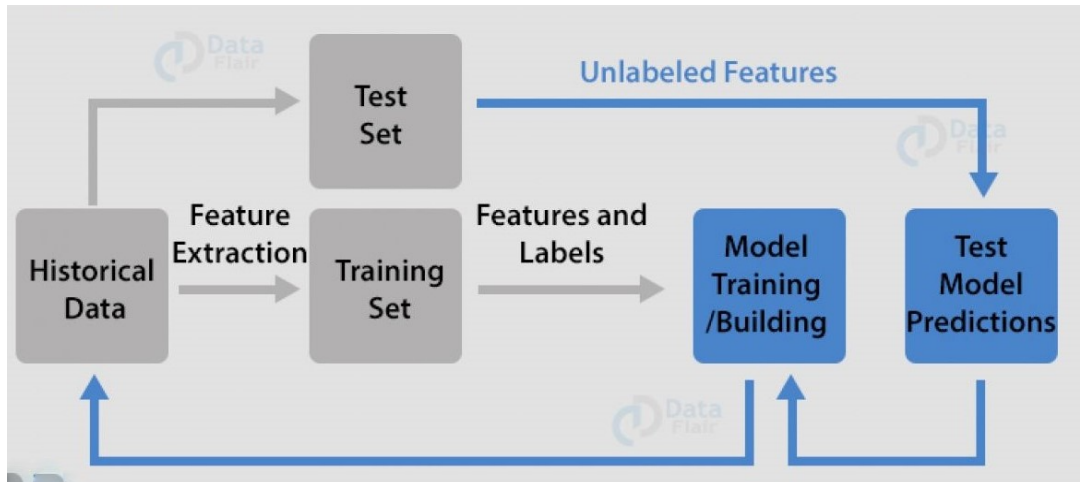 Data
Flair
Test
Set
Unlabeled Features
Data
Flair
Feature
Extraction
Features and
Labels
Historical
Data
Training
Set
Model
Training
/Building
Test
Model
Predictions
Data
Flair